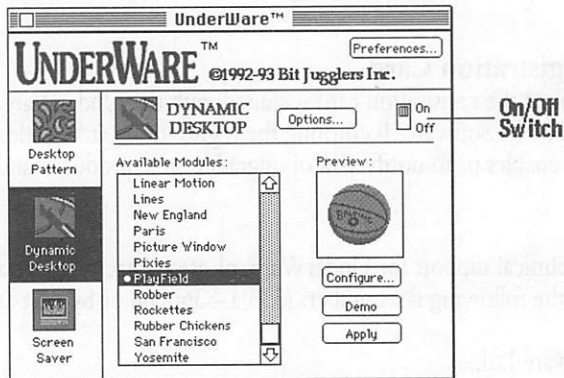 UnderWare™
UNDERWARE™ ©1992-93 Bit Jugglers Inc.
Preferences...
DYNAMIC
DESKTOP
Options...
Off
On/Off
Switch
Desktop
Pattern
Dynamic
Desktop
Screen
Saver
Available Modules:
Linear Motion
Lines
New England
Paris
Picture Window
Pixies
PlayField
Robber
Rockettes
Rubber Chickens
San Francisco
Yosemite
Preview:
Configure...
Demo
Apply